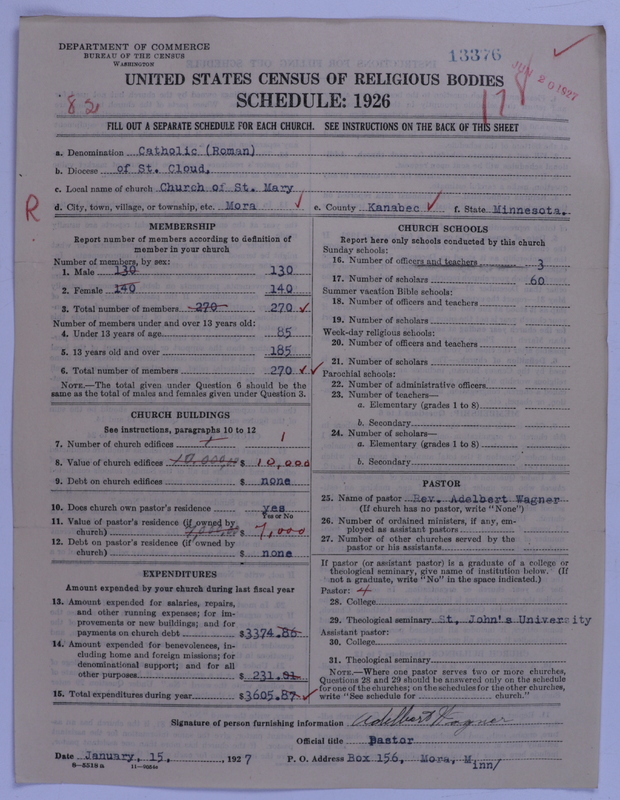 DEPARTMENT OF COMMERCE
BUREAU OF THE CENSUS
WASHINGTON
13376
JUN 20 1927
UNITED STATES CENSUS OF RELIGIOUS BODIES
82
SCHEDULE: 1926
17
FILL OUT A SEPARATE SCHEDULE FOR EACH CHURCH. SEE INSTRUCTIONS ON THE BACK OF THIS SHEET
a. Denomination Catholic (Roman)
b. Diocese of St. Cloud.
c. Local name of church Church of St. Mary
R
d. City, town, village, or township, etc. Mora e. County Kanabec f. State Minnesota.
MEMBERSHIP
Report number of members according to definition of
member in your church
Number of members, by sex:
1. Male 130 130
2. Female 140 140
3. Total number of members 270 270
Number of members under and over 13 years old:
4. Under 13 years of age 85
5. 13 years old and over 185
6. Total number of members 270
NOTE.—The total given under Question 6 should be the
same as the total of males and females given under Question 3.
CHURCH BUILDINGS
See instructions, paragraphs 10 to 12
7. Number of church edifices 1 1
8. Value of church edifices 10,000.00 $ 10,000
9. Debt on church edifices $ none
10. Does church own pastor's residence yes
Yes or No
11. Value of pastor's residence (if owned by
church) $ 7,000
12. Debt on pastor's residence (if owned by
church) $ none
EXPENDITURES
Amount expended by your church during last fiscal year
13. Amount expended for salaries, repairs,
and other running expenses; for im-
provements or new buildings; and for
payments on church debt $3374.86
14. Amount expended for benevolences, in-
cluding home and foreign missions; for
denominational support; and for all
other purposes $ 231.01
15. Total expenditures during year $3605.87
CHURCH SCHOOLS
Report here only schools conducted by this church
Sunday schools:
16. Number of officers and teachers 3
17. Number of scholars 60
Summer vacation Bible schools:
18. Number of officers and teachers
19. Number of scholars
Week-day religious schools:
20. Number of officers and teachers
21. Number of scholars
Parochial schools:
22. Number of administrative officers
23. Number of teachers—
a. Elementary (grades 1 to 8)
b. Secondary
24. Number of scholars—
a. Elementary (grades 1 to 8)
b. Secondary
PASTOR
25. Name of pastor Rev. Adelbert Wagner
(If church has no pastor, write "None")
26. Number of ordained ministers, if any, em-
ployed as assistant pastors
27. Number of other churches served by the
pastor or his assistants
If pastor (or assistant pastor) is a graduate of a college or
theological seminary, give name of institution below. (If
not a graduate, write "No" in the space indicated.)
Pastor: 4
28. College
29. Theological seminary St. John's University
Assistant pastor:
30. College
31. Theological seminary
NOTE.—Where one pastor serves two or more churches,
Questions 28 and 29 should be answered only on the schedule
for one of the churches; on the schedules for the other churches,
write "See schedule for church."
Signature of person furnishing information Adelbert Wagner
Official title Pastor
Date January, 15, , 1927 P. O. Address Box 156, Mora, Minn/
8—5518a 11—9054a